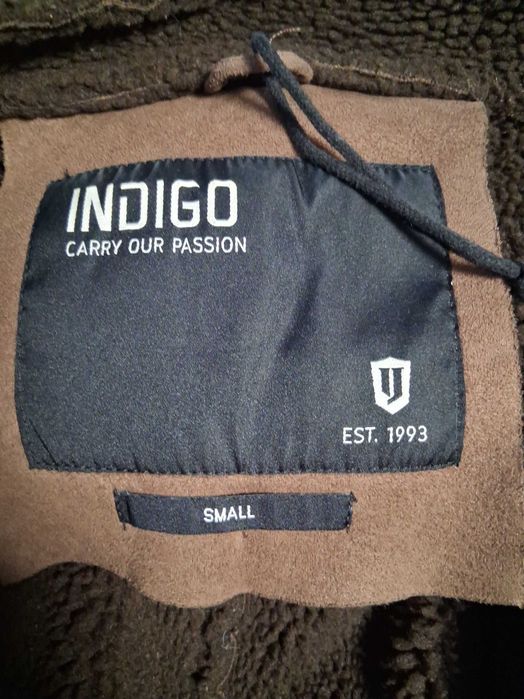 INDIGO
CARRY OUR PASSION
EST. 1993
SMALL